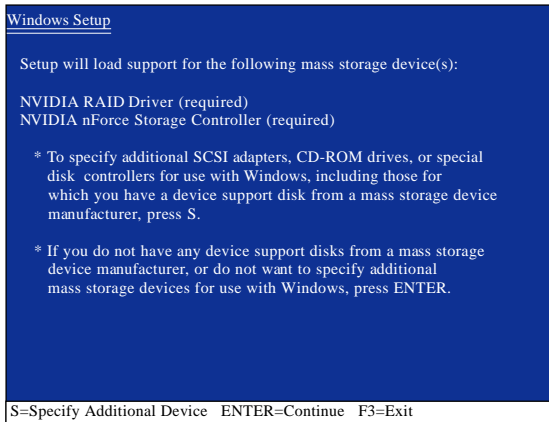 Windows Setup
Setup will load support for the following mass storage device(s):
NVIDIA RAID Driver (required)
NVIDIA nForce Storage Controller (required)
* To specify additional SCSI adapters, CD-ROM drives, or special
disk controllers for use with Windows, including those for
which you have a device support disk from a mass storage device
manufacturer, press S.
* If you do not have any device support disks from a mass storage
device manufacturer, or do not want to specify additional
mass storage devices for use with Windows, press ENTER.
S=Specify Additional Device ENTER=Continue F3=Exit